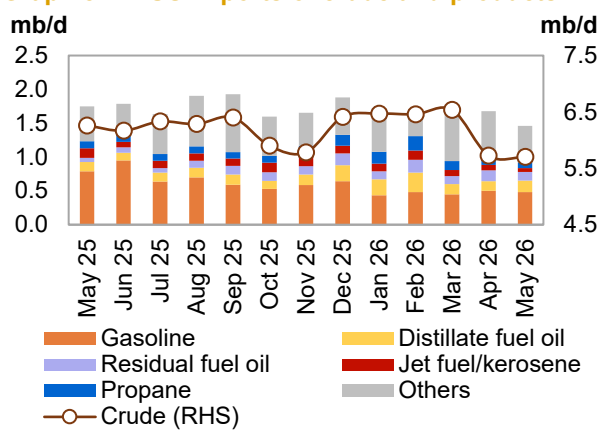 mb/d mb/d
2.5 7.5
2.0 6.5
1.5
1.0 5.5
0.5
0.0 4.5
May 25 Jun 25 Jul 25 Aug 25 Sep 25 Oct 25 Nov 25 Dec 25 Jan 26 Feb 26 Mar 26 Apr 26 May 26
Gasoline Distillate fuel oil
Residual fuel oil Jet fuel/kerosene
Propane Others
Crude (RHS)